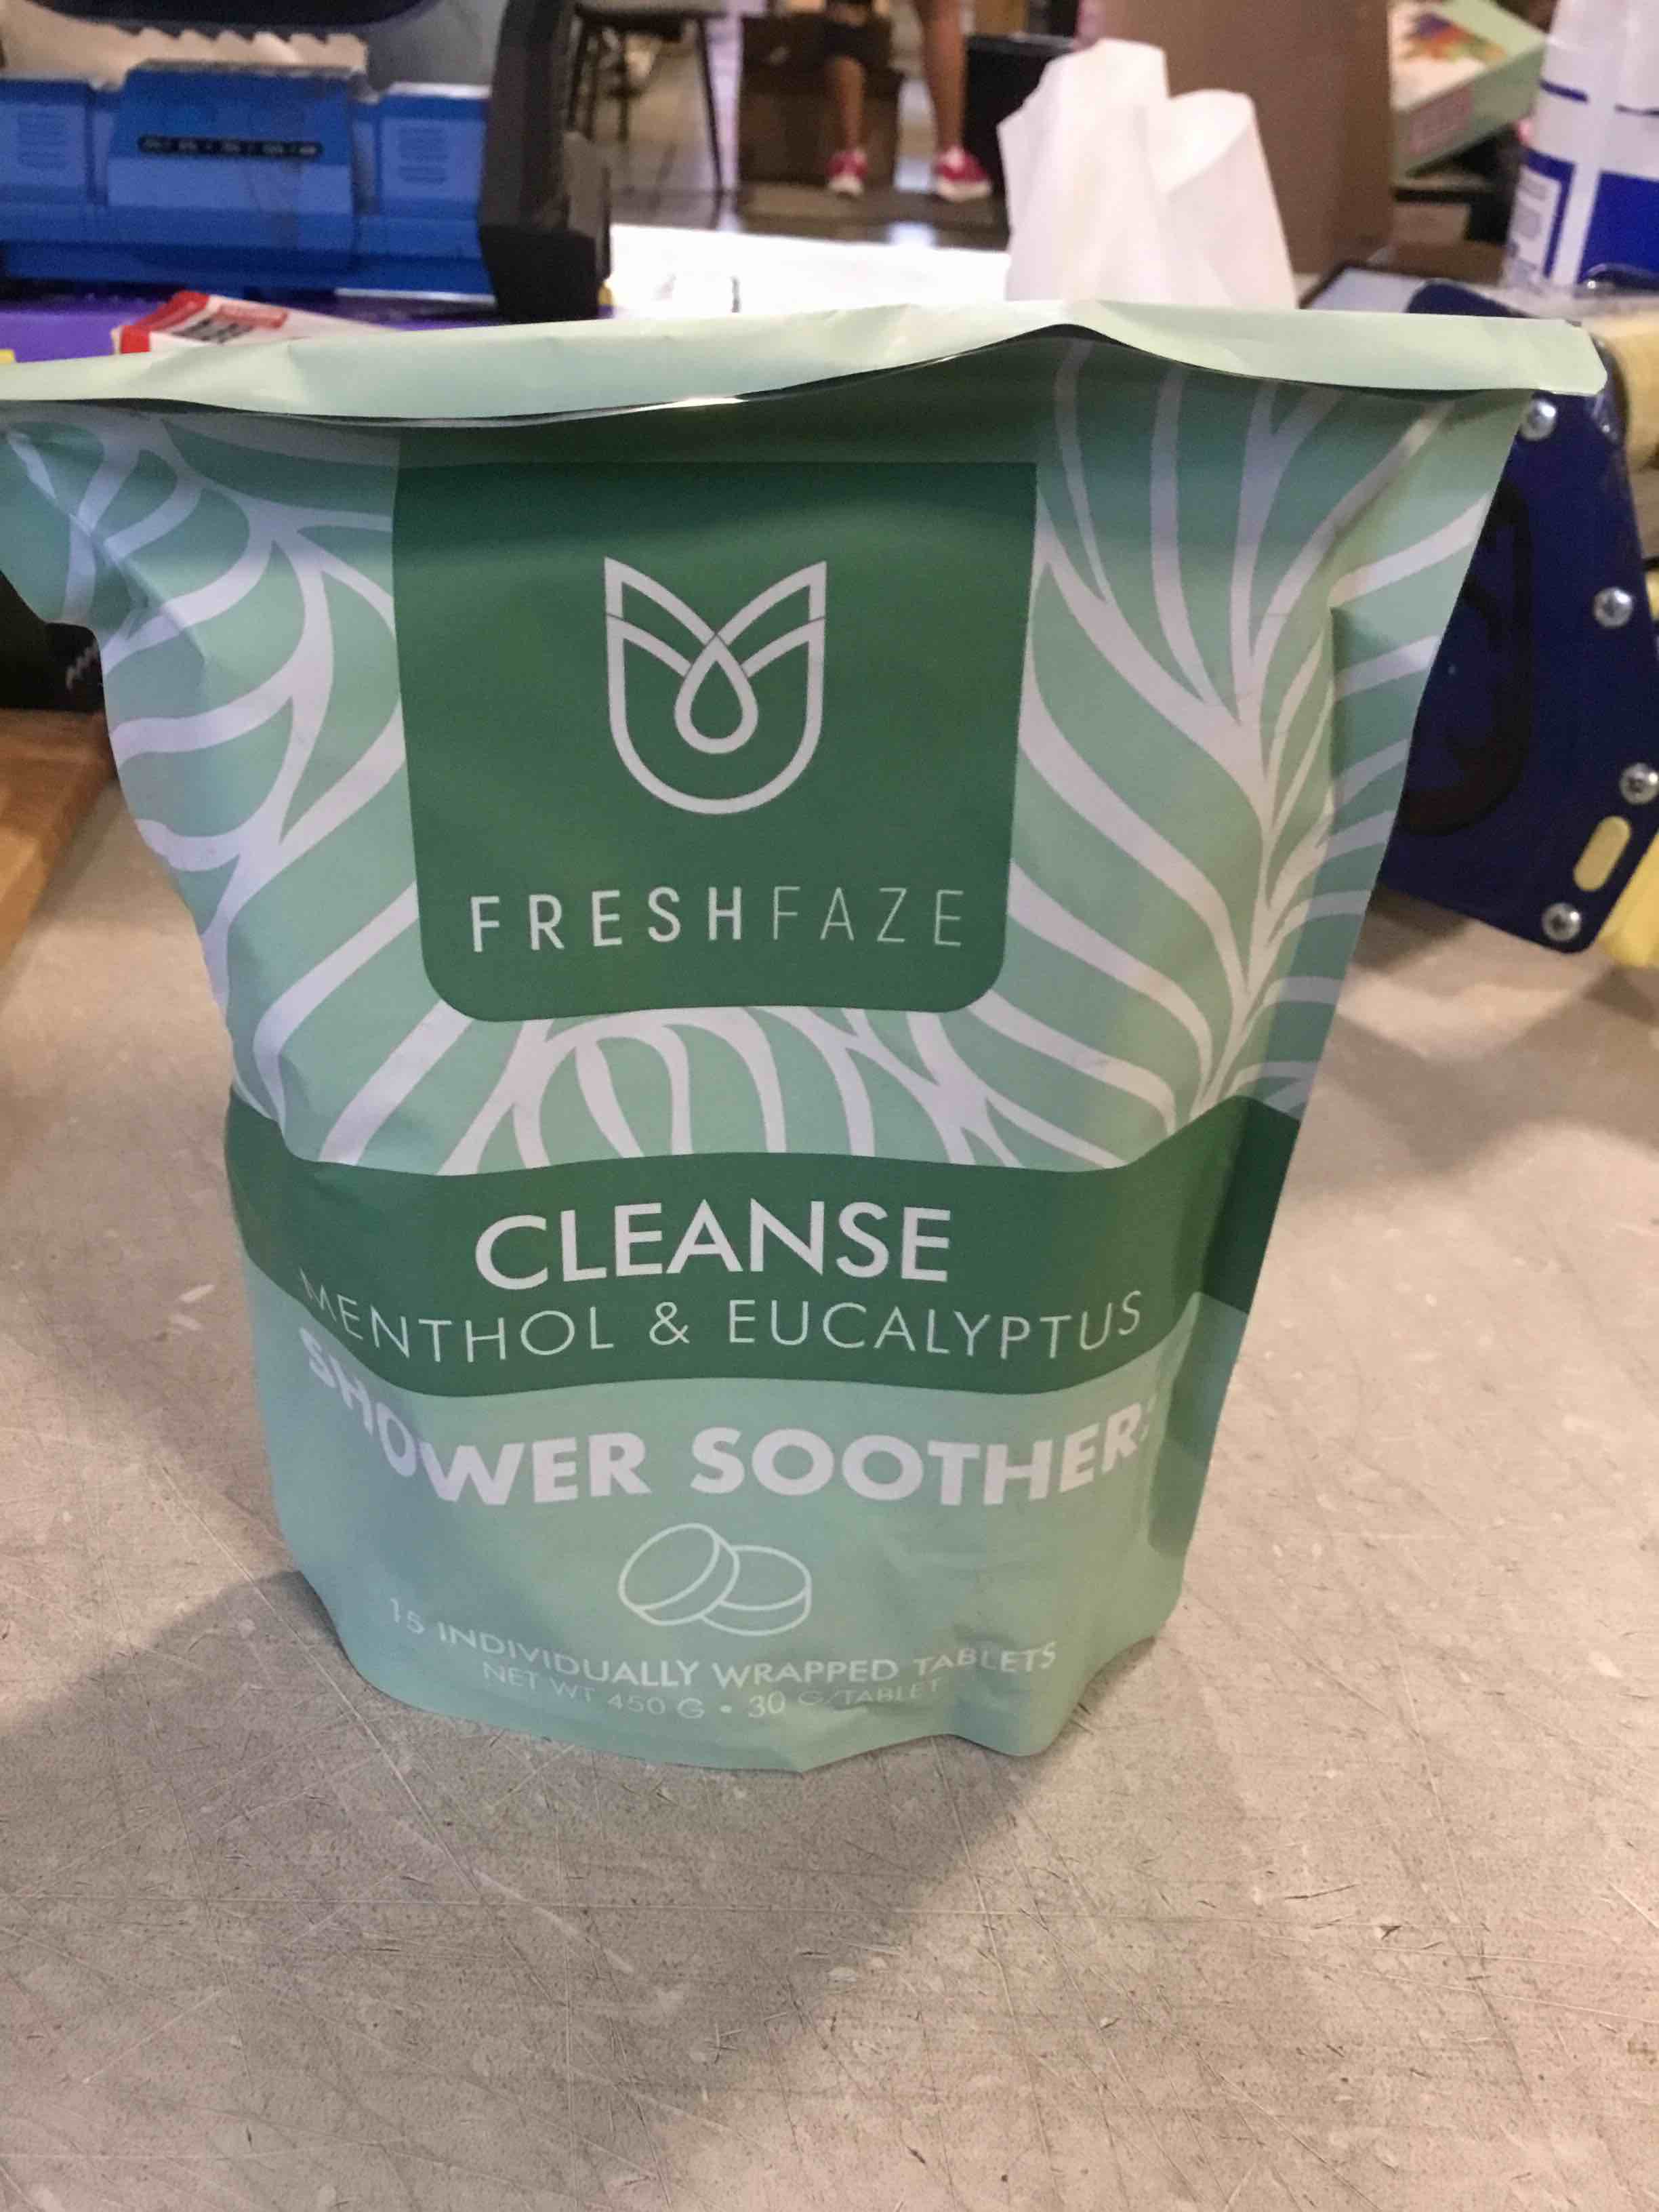 FRESHFAZE
CLEANSE
MENTHOL & EUCALYPTUS
SHOWER SOOTHERS
15 INDIVIDUALLY WRAPPED TABLETS
NET WT 450 G • 30 G/TABLET